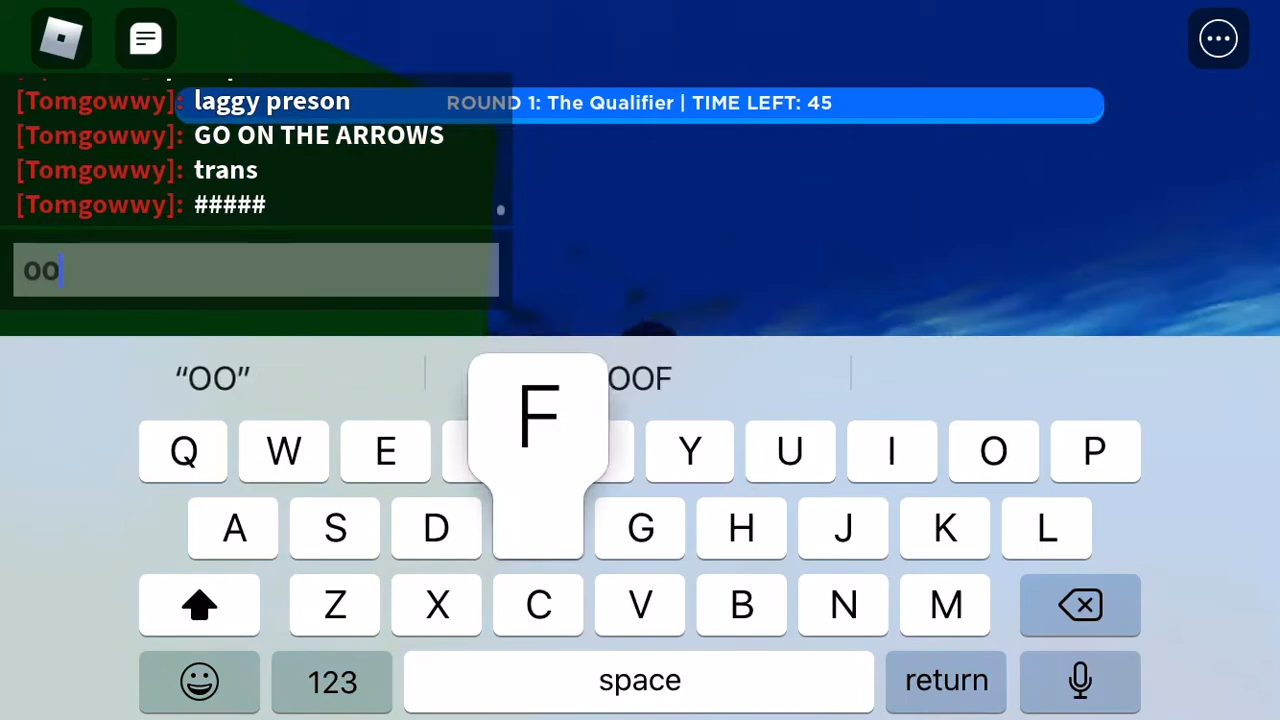 [Tomgowwy]: laggy preson
ROUND 1: The Qualifier | TIME LEFT: 45
[Tomgowwy]: GO ON THE ARROWS
[Tomgowwy]: trans
[Tomgowwy]: #####
oo
“OO” OOF
F
Q W E Y U I O P
A S D G H J K L
Z X C V B N M
123 space return